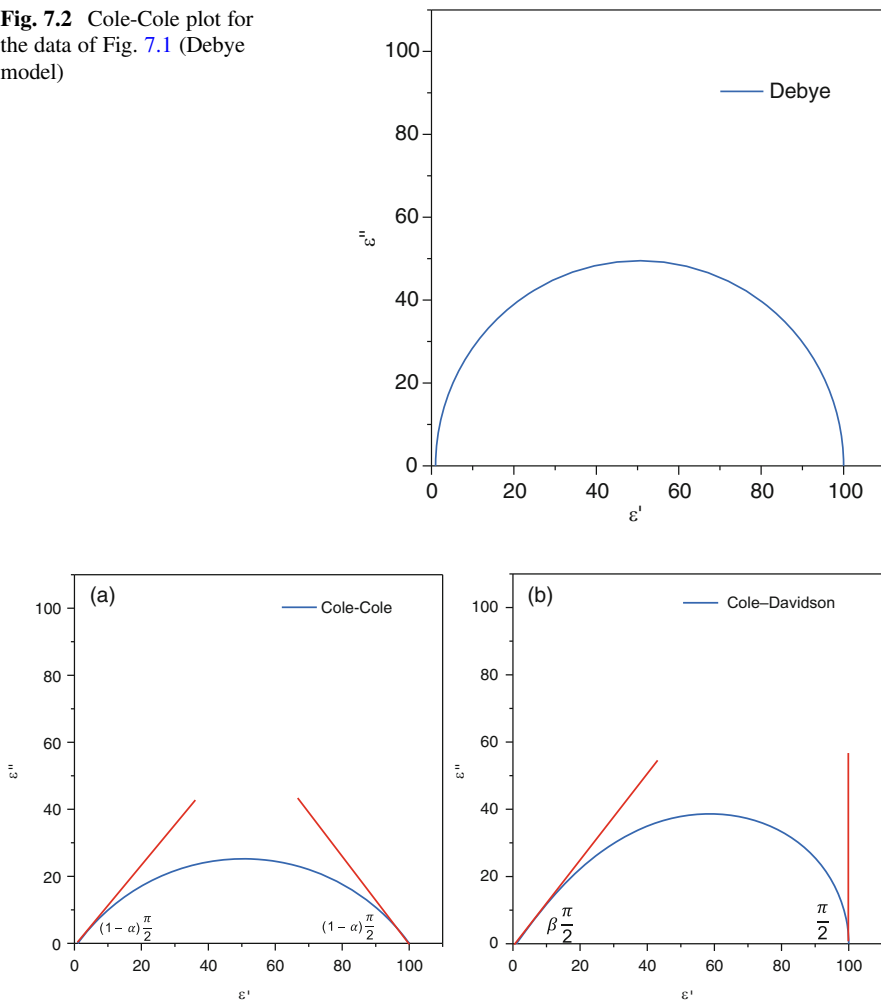 Fig. 7.2 Cole-Cole plot for
the data of Fig. 7.1 (Debye
model)
100
80
60
40
20
0
ε''
Debye
0 20 40 60 80 100
ε'
(a)
Cole-Cole
100
80
60
40
20
0
ε''
(1 − α) π/2
(1 − α) π/2
0 20 40 60 80 100
ε'
(b)
Cole–Davidson
100
80
60
40
20
0
ε''
β π/2
π/2
0 20 40 60 80 100
ε'